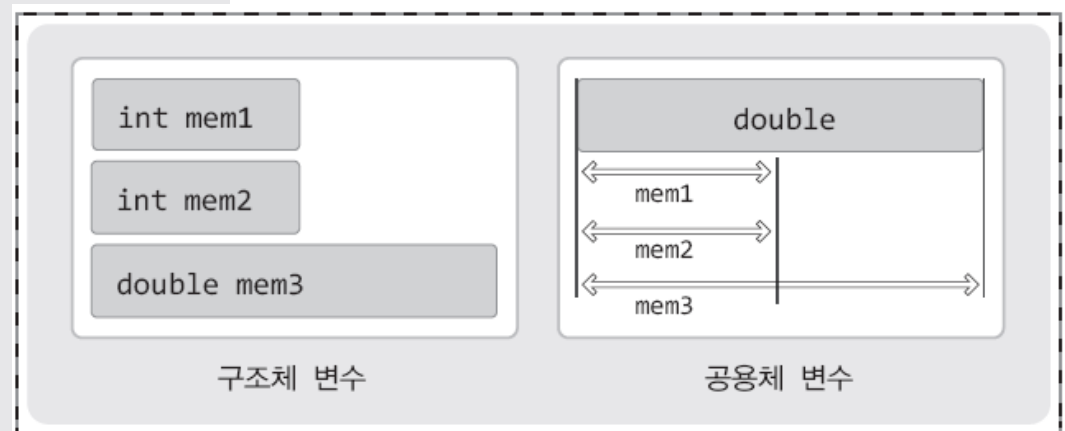 int mem1
int mem2
double mem3
구조체 변수
double
mem1
mem2
mem3
공용체 변수